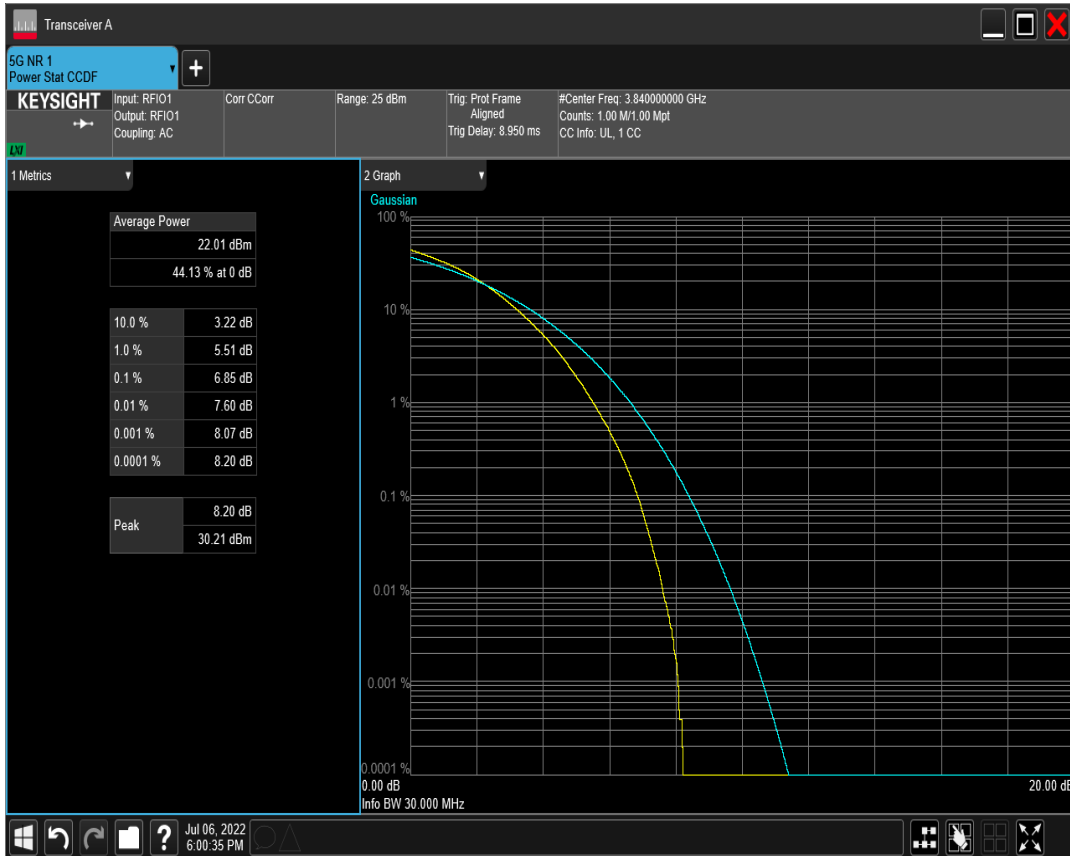 Transceiver A
5G NR 1
Power Stat CCDF
KEYSIGHT
LXI
Input: RFIO1
Output: RFIO1
Coupling: AC
Corr CCorr
Range: 25 dBm
Trig: Prot Frame
Aligned
Trig Delay: 8.950 ms
#Center Freq: 3.840000000 GHz
Counts: 1.00 M/1.00 Mpt
CC Info: UL, 1 CC
1 Metrics
Average Power
22.01 dBm
44.13 % at 0 dB
10.0 % 3.22 dB
1.0 % 5.51 dB
0.1 % 6.85 dB
0.01 % 7.60 dB
0.001 % 8.07 dB
0.0001 % 8.20 dB
Peak
8.20 dB
30.21 dBm
2 Graph
Gaussian
100 %
10 %
1 %
0.1 %
0.01 %
0.001 %
0.0001 %
0.00 dB 20.00 dB
Info BW 30.000 MHz
Jul 06, 2022
6:00:35 PM